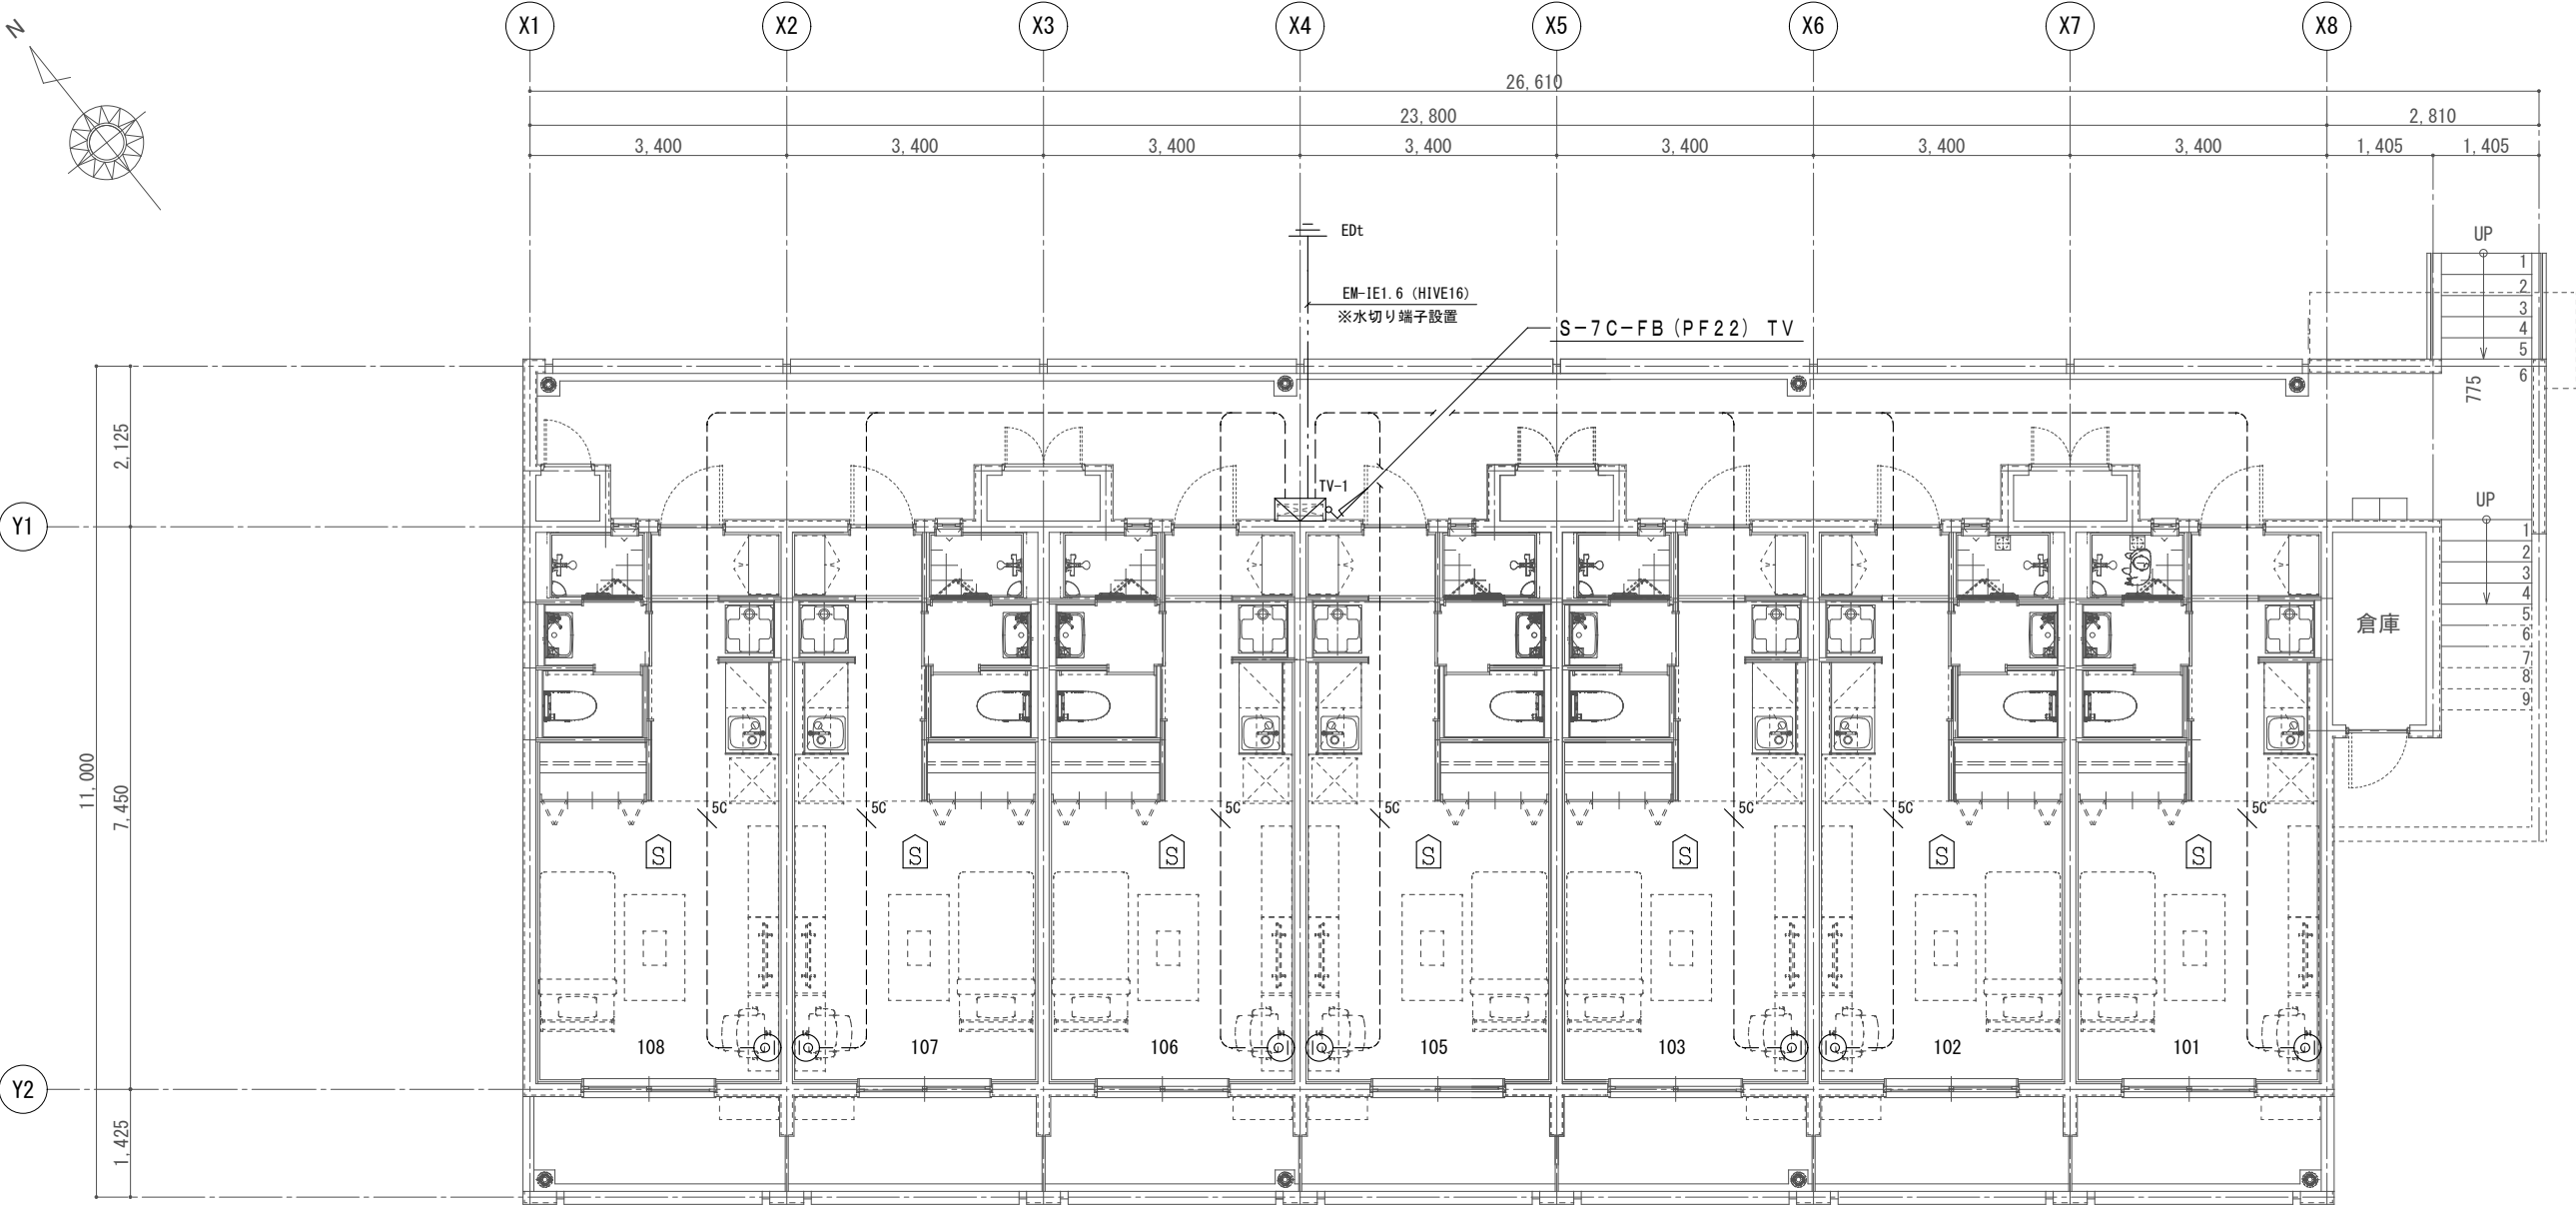 N
X1 X2 X3 X4 X5 X6 X7 X8
26,610
23,800 2,810
3,400 3,400 3,400 3,400 3,400 3,400 3,400 1,405 1,405
EDt
UP
EM-IE1.6 (HIVE16)
※水切り端子設置
S-7C-FB(PF22) TV
1
2
3
4
5
6
775
2,125
TV-1
UP
Y1
1
2
3
4
5
6
7
8
9
倉庫
11,000
7,450
5C 5C 5C 5C 5C 5C 5C
S S S S S S S
108 107 106 105 103 102 101
Y2
1,425